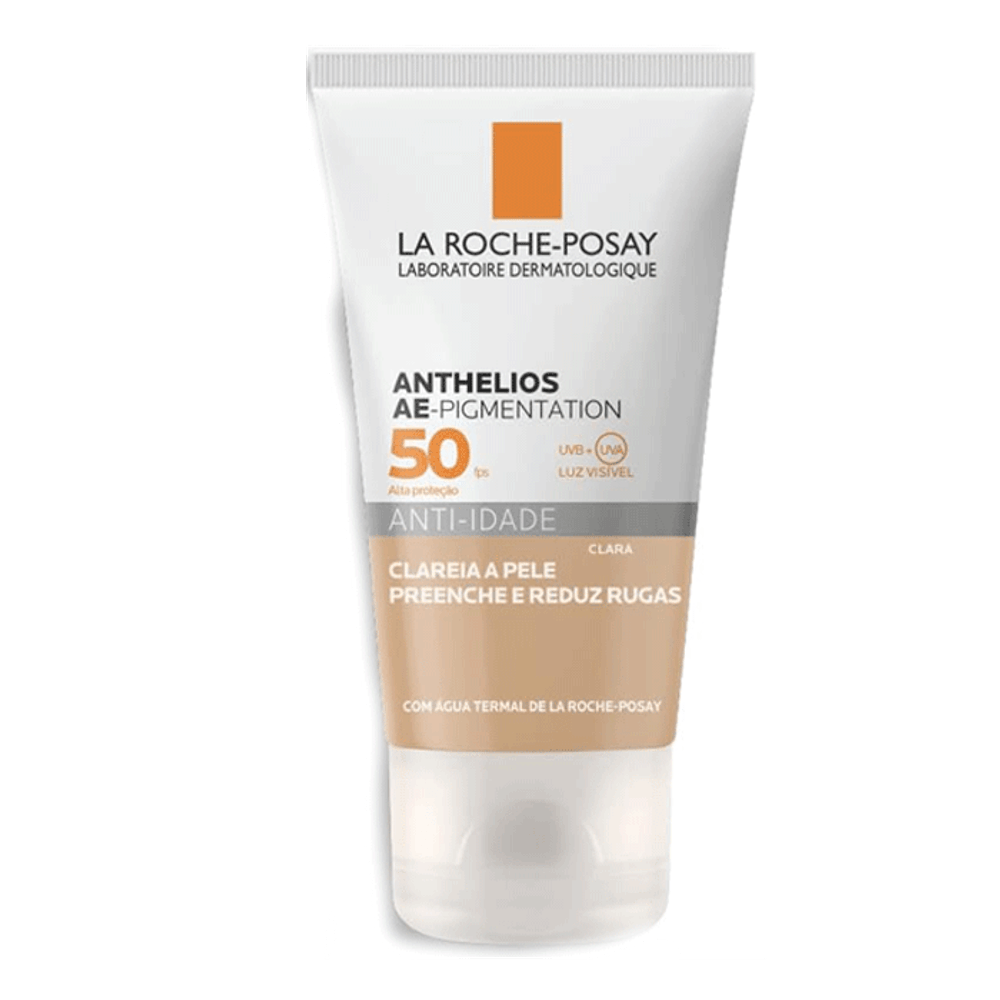 LA ROCHE-POSAY
LABORATOIRE DERMATOLOGIQUE
ANTHELIOS
AE-PIGMENTATION
50 fps
Alta proteção
UVB + UVA
LUZ VISÍVEL
ANTI-IDADE
CLARA
CLAREIA A PELE
PREENCHE E REDUZ RUGAS
COM ÁGUA TERMAL DE LA ROCHE-POSAY